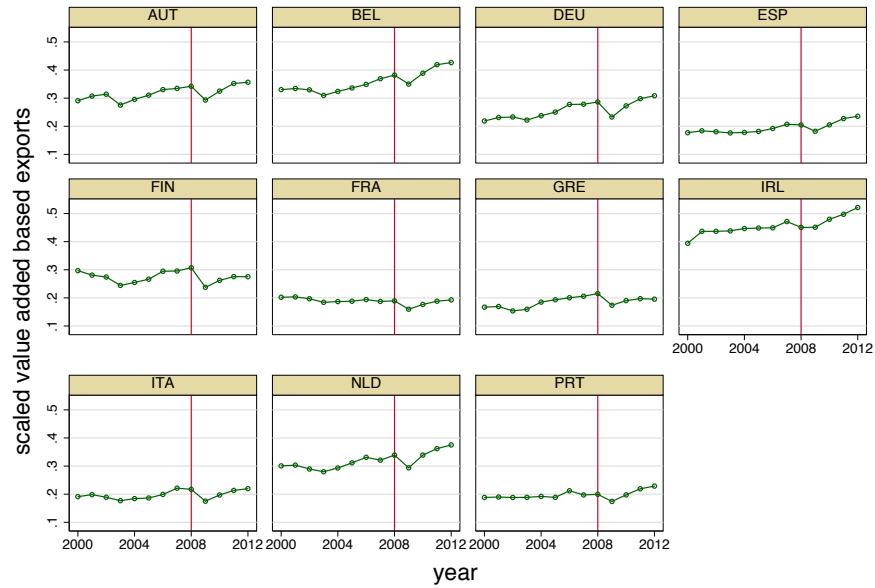 AUT BEL DEU ESP
.5
.4
.3
.2
.1
FIN FRA GRE IRL
.5
.4
.3
.2
.1
2000 2004 2008 2012
ITA NLD PRT
.5
.4
.3
.2
.1
2000 2004 2008 2012 2000 2004 2008 2012 2000 2004 2008 2012
scaled value added based exports
year